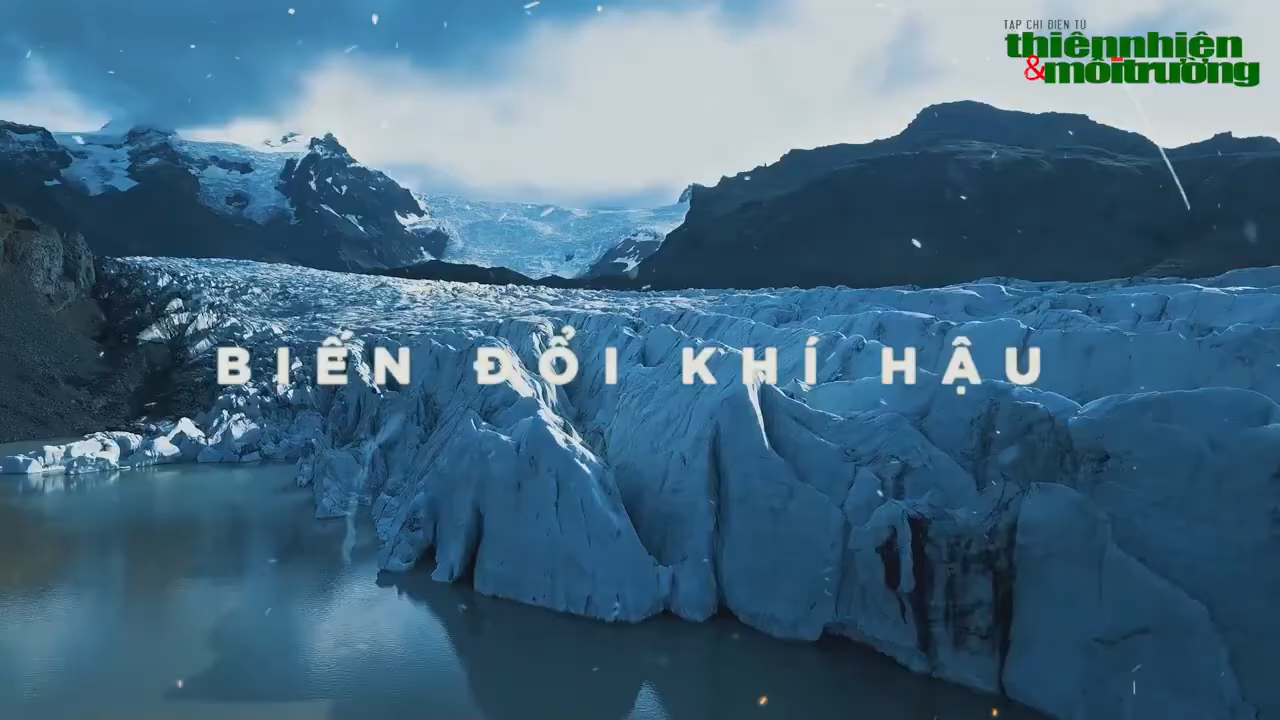 TẠP CHÍ ĐIỆN TỬ
thiênnhiên
&môitrường
BIẾN ĐỔI KHÍ HẬU